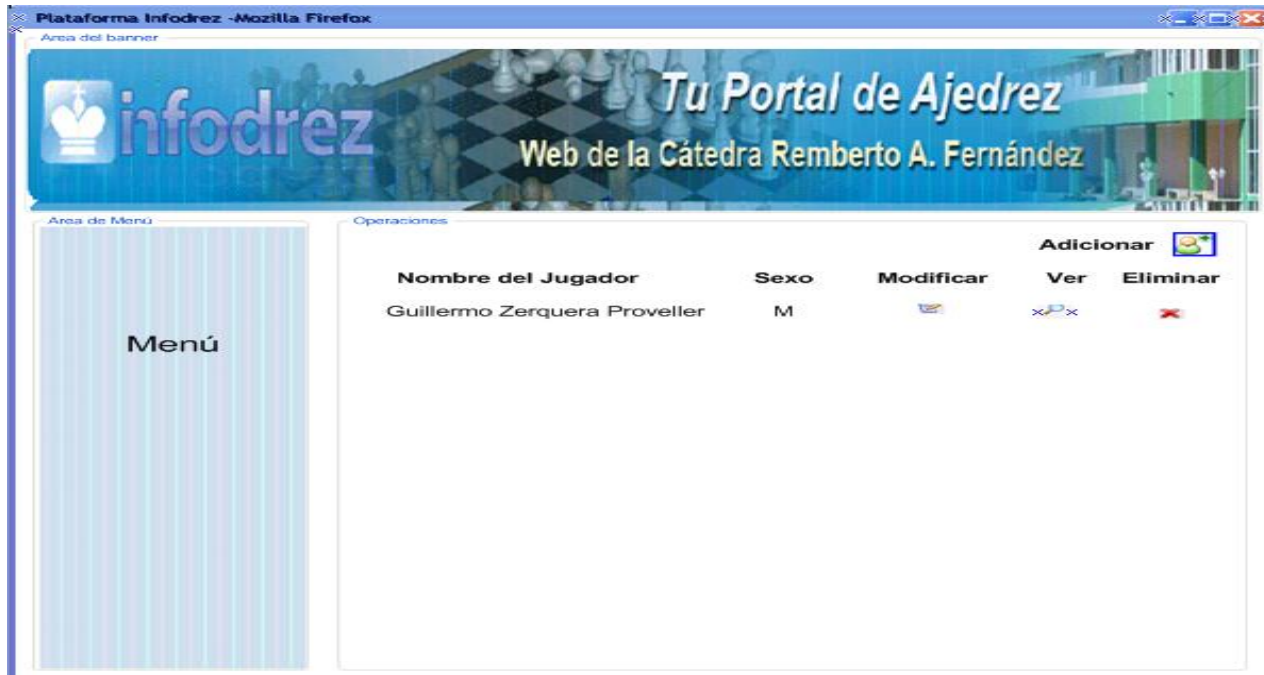 Plataforma Infodrez -Mozilla Firefox
Area del banner
infodrez
Tu Portal de Ajedrez
Web de la Cátedra Remberto A. Fernández
Area de Menú
Operaciones
Adicionar
Nombre del Jugador Sexo Modificar Ver Eliminar
Guillermo Zerquera Proveller M
Menú